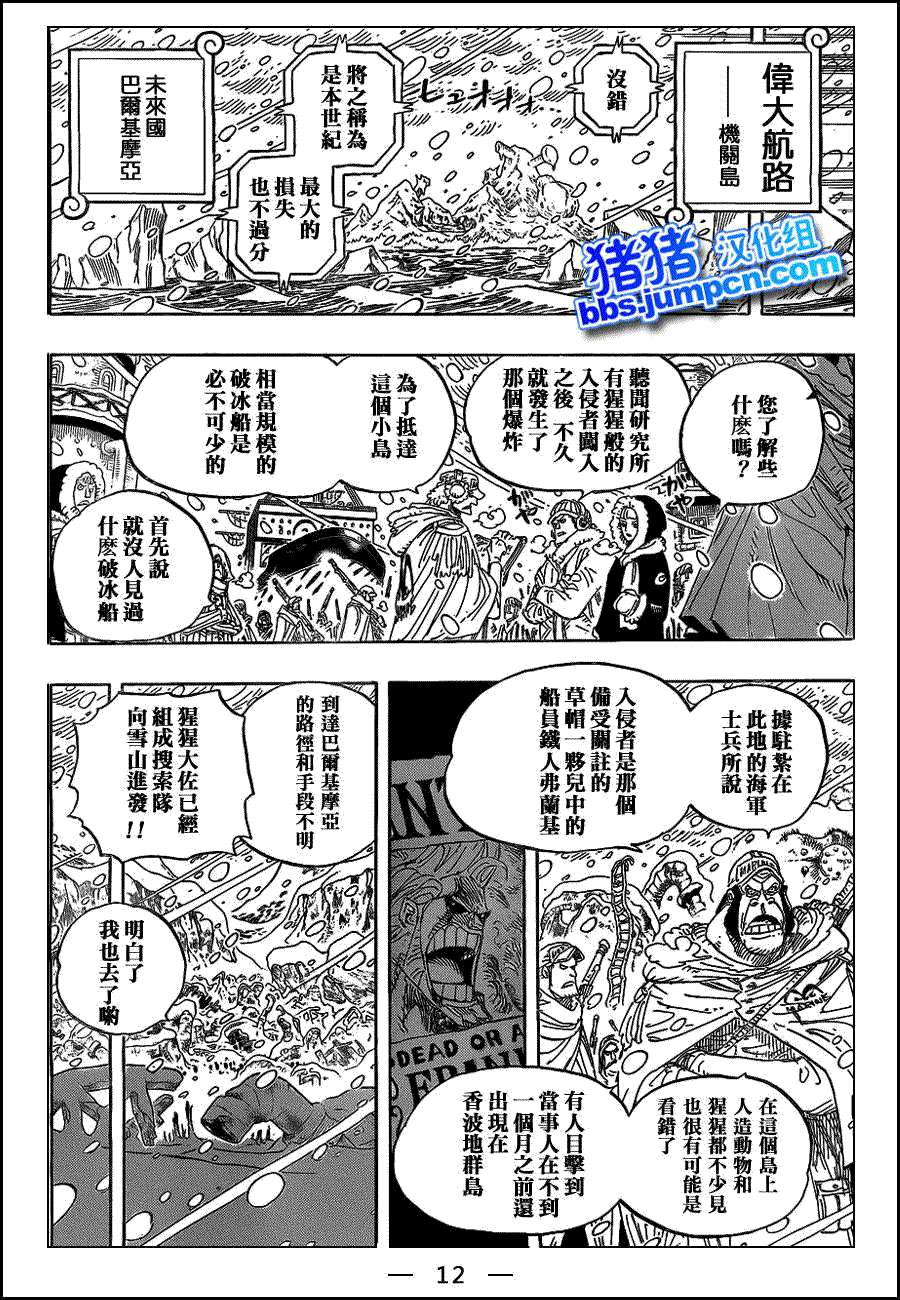 偉大航路
——機關島
沒錯
將之稱為
是本世紀
最大的
損失
也不過分
未來國
巴爾基摩亞
猪猪汉化组
bbs.jumpcn.com
您了解些
什麽嗎？
聽聞研究所
有猩猩般的
入侵者闖入
之後 不久
就發生了
那個爆炸
為了抵達
這個小島
相當規模的
破冰船是
必不可少的
首先說
就沒人見過
什麽破冰船
據駐紮在
此地的海軍
士兵所說
入侵者是那個
備受關註的
草帽一夥兒中的
船員鐵人弗蘭基
在這個島上
人造動物和
猩猩都不少見
也很有可能是
看錯了
有人目擊到
當事人在不到
一個月之前還
出現在
香波地群島
到達巴爾基摩亞
的路徑和手段不明
猩猩大佐已經
組成搜索隊
向雪山進發!!
明白了
我也去了喲
MARINE
DEAD OR A
— 12 —